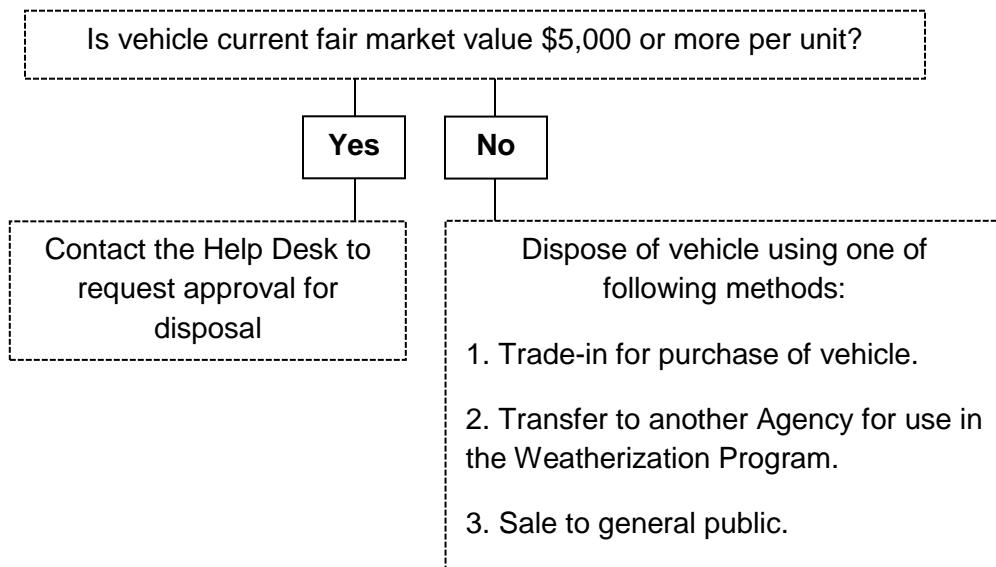 Is vehicle current fair market value $5,000 or more per unit?
Yes
No
Contact the Help Desk to
request approval for
disposal
Dispose of vehicle using one of
following methods:
1. Trade-in for purchase of vehicle.
2. Transfer to another Agency for use in
the Weatherization Program.
3. Sale to general public.